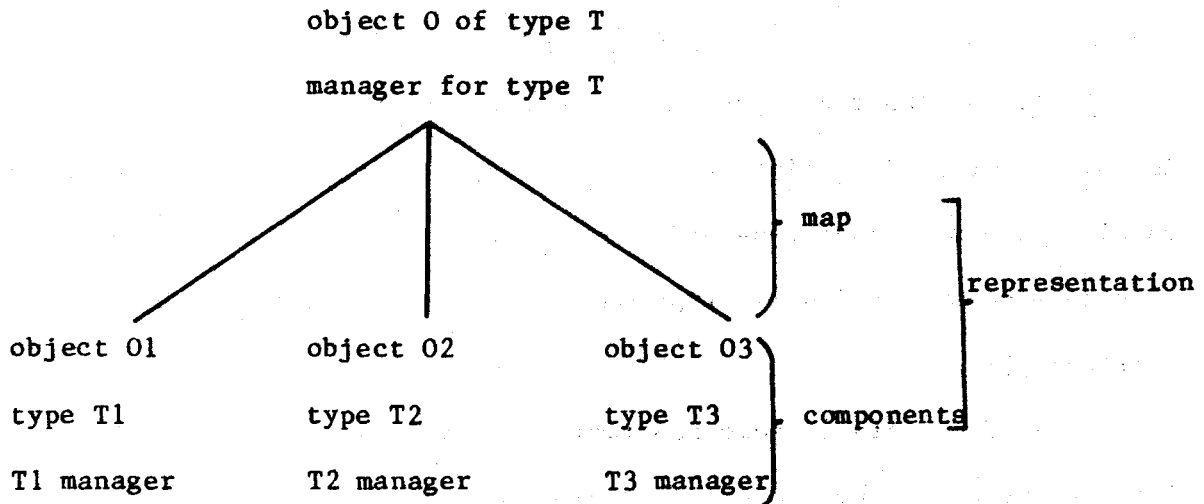 object O of type T
manager for type T
map
representation
object O1 object O2 object O3
type T1 type T2 type T3 components
T1 manager T2 manager T3 manager